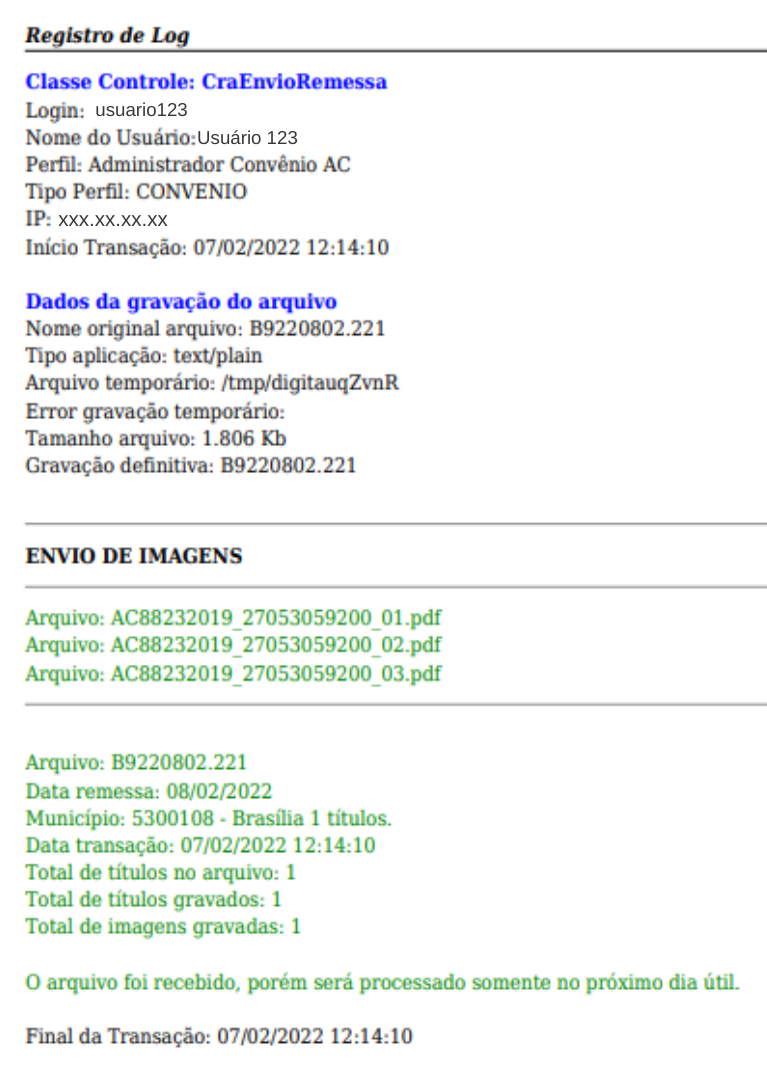 Registro de Log
Classe Controle: CraEnvioRemessa
Login: usuario123
Nome do Usuário:Usuário 123
Perfil: Administrador Convênio AC
Tipo Perfil: CONVENIO
IP: xxx.xx.xx.xx
Início Transação: 07/02/2022 12:14:10
Dados da gravação do arquivo
Nome original arquivo: B9220802.221
Tipo aplicação: text/plain
Arquivo temporário: /tmp/digitauqZvnR
Error gravação temporário:
Tamanho arquivo: 1.806 Kb
Gravação definitiva: B9220802.221
ENVIO DE IMAGENS
Arquivo: AC88232019_27053059200_01.pdf
Arquivo: AC88232019_27053059200_02.pdf
Arquivo: AC88232019_27053059200_03.pdf
Arquivo: B9220802.221
Data remessa: 08/02/2022
Município: 5300108 - Brasília 1 títulos.
Data transação: 07/02/2022 12:14:10
Total de títulos no arquivo: 1
Total de títulos gravados: 1
Total de imagens gravadas: 1
O arquivo foi recebido, porém será processado somente no próximo dia útil.
Final da Transação: 07/02/2022 12:14:10